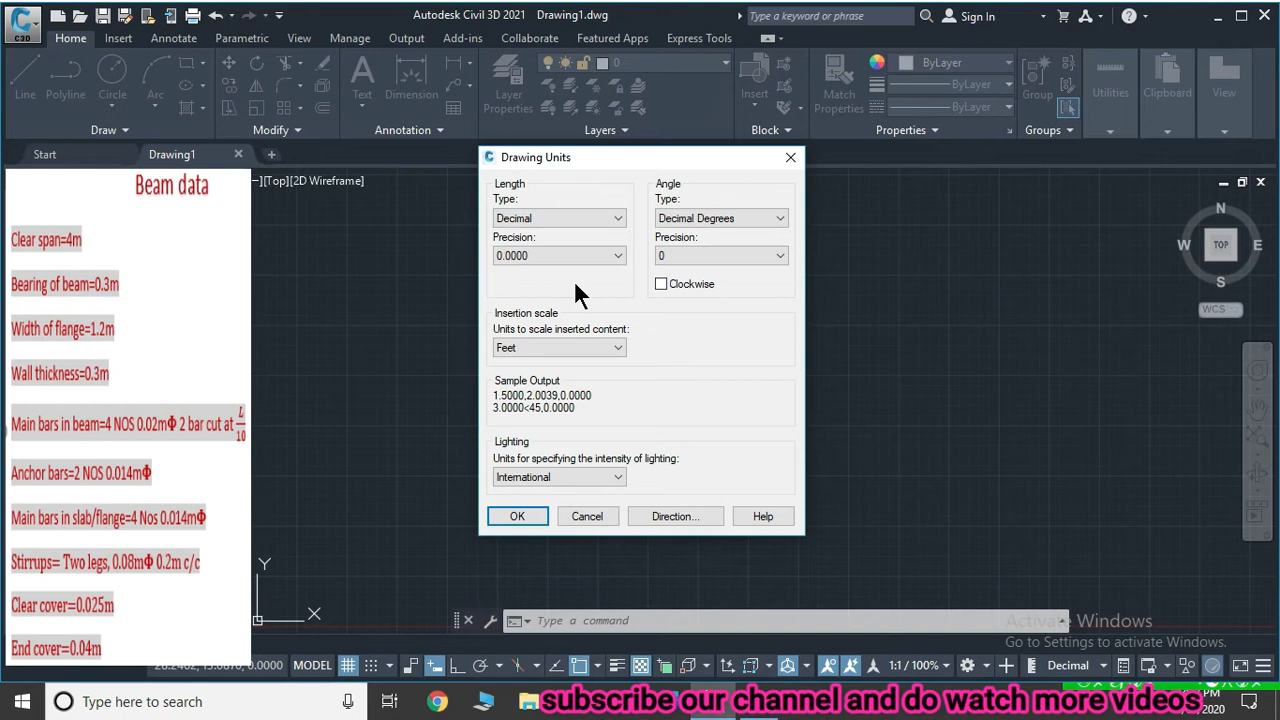 Autodesk Civil 3D 2021 Drawing1.dwg
Type a keyword or phrase
Sign In
C3D
Home Insert Annotate Parametric View Manage Output Add-ins Collaborate Featured Apps Express Tools
Line Polyline Circle Arc
Text Dimension
Layer Properties
0
Insert
Match Properties
ByLayer
ByLayer
ByLayer
Group
Utilities
Clipboard
View
Draw Modify Annotation Layers Block Properties Groups
Start Drawing1
-][Top][2D Wireframe]
Beam data
Clear span=4m
Bearing of beam=0.3m
Width of flange=1.2m
Wall thickness=0.3m
Main bars in beam=4 NOS 0.02mΦ 2 bar cut at L/10
Anchor bars=2 NOS 0.014mΦ
Main bars in slab/flange=4 Nos 0.014mΦ
Stirrups= Two legs, 0.08mΦ 0.2m c/c
Clear cover=0.025m
End cover=0.04m
Drawing Units
Length
Type:
Decimal
Precision:
0.0000
Angle
Type:
Decimal Degrees
Precision:
0
Clockwise
Insertion scale
Units to scale inserted content:
Feet
Sample Output
1.5000,2.0039,0.0000
3.0000<45,0.0000
Lighting
Units for specifying the intensity of lighting:
International
OK Cancel Direction... Help
N
W TOP E
S
WCS
Y
X
Type a command
Activate Windows
Go to Settings to activate Windows.
MODEL
1:1 / 100%
Decimal
Type here to search
subscribe our channel and do watch more videos